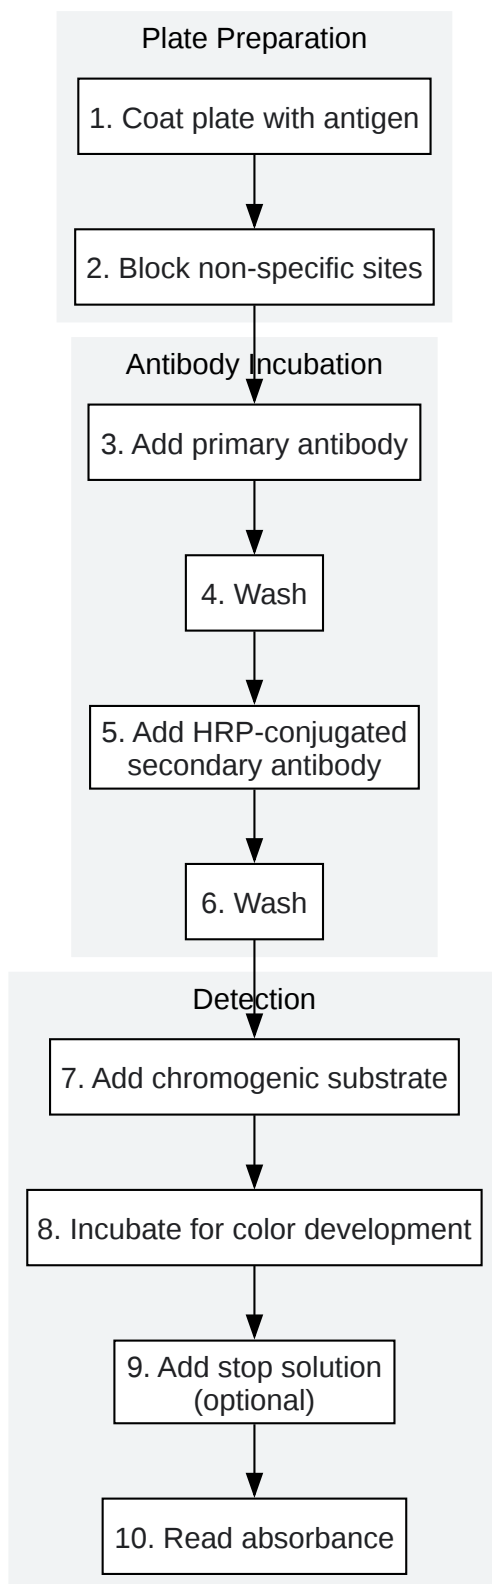 Plate Preparation
1. Coat plate with antigen
2. Block non-specific sites
Antibody Incubation
3. Add primary antibody
4. Wash
5. Add HRP-conjugated
secondary antibody
6. Wash
Detection
7. Add chromogenic substrate
8. Incubate for color development
9. Add stop solution
(optional)
10. Read absorbance